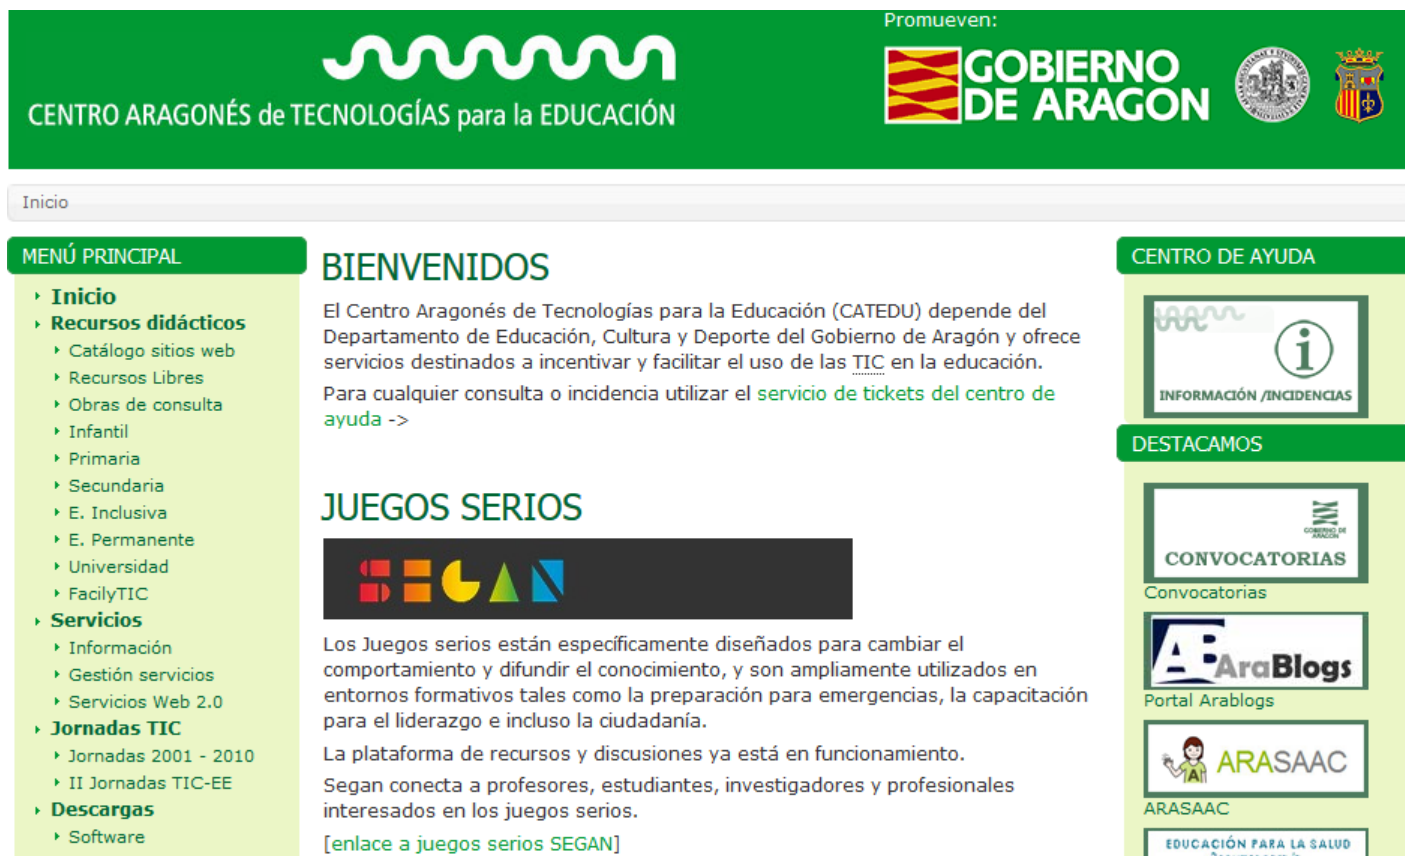 Promueven:
GOBIERNO
DE ARAGON
CENTRO ARAGONÉS de TECNOLOGÍAS para la EDUCACIÓN
Inicio
MENÚ PRINCIPAL
Inicio
Recursos didácticos
Catálogo sitios web
Recursos Libres
Obras de consulta
Infantil
Primaria
Secundaria
E. Inclusiva
E. Permanente
Universidad
FacilyTIC
Servicios
Información
Gestión servicios
Servicios Web 2.0
Jornadas TIC
Jornadas 2001 - 2010
II Jornadas TIC-EE
Descargas
Software
BIENVENIDOS
El Centro Aragonés de Tecnologías para la Educación (CATEDU) depende del
Departamento de Educación, Cultura y Deporte del Gobierno de Aragón y ofrece
servicios destinados a incentivar y facilitar el uso de las TIC en la educación.
Para cualquier consulta o incidencia utilizar el servicio de tickets del centro de
ayuda ->
JUEGOS SERIOS
SEGAN
Los Juegos serios están específicamente diseñados para cambiar el
comportamiento y difundir el conocimiento, y son ampliamente utilizados en
entornos formativos tales como la preparación para emergencias, la capacitación
para el liderazgo e incluso la ciudadanía.
La plataforma de recursos y discusiones ya está en funcionamiento.
Segan conecta a profesores, estudiantes, investigadores y profesionales
interesados en los juegos serios.
[enlace a juegos serios SEGAN]
CENTRO DE AYUDA
INFORMACIÓN /INCIDENCIAS
DESTACAMOS
GOBIERNO DE
ARAGON
CONVOCATORIAS
Convocatorias
AB AraBlogs
Portal Arablogs
ARASAAC
ARASAAC
EDUCACIÓN PARA LA SALUD